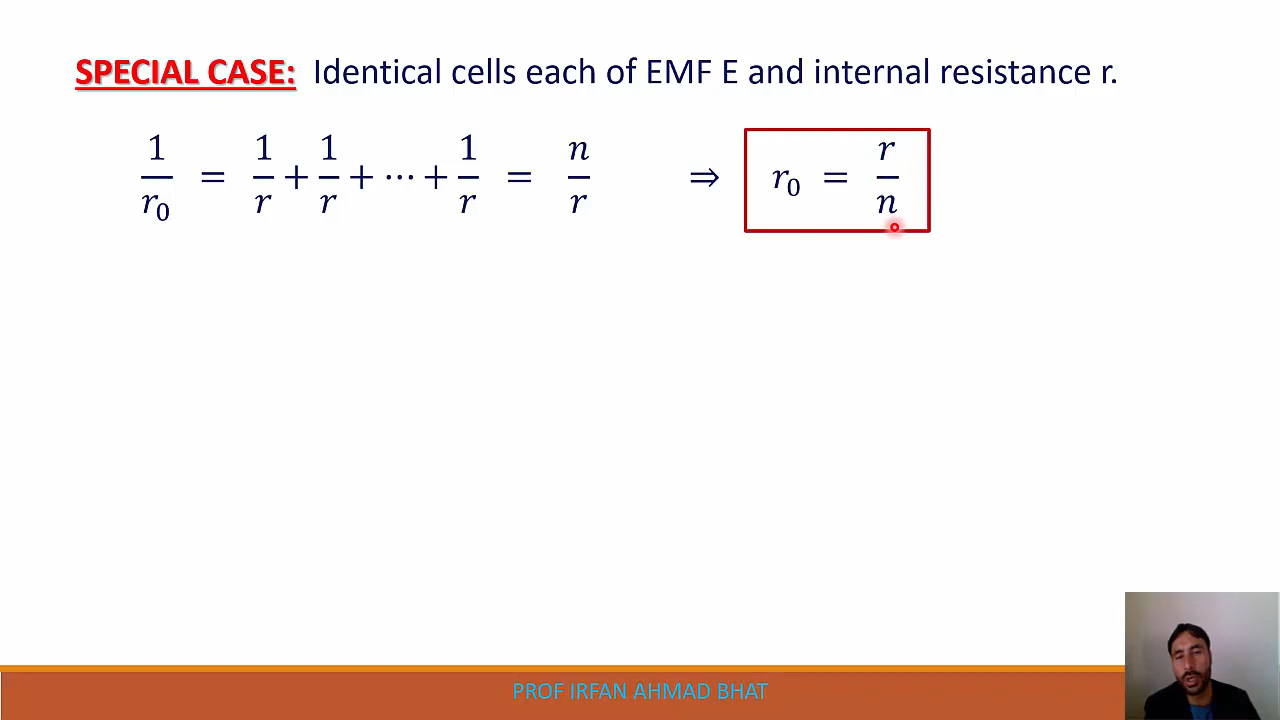 SPECIAL CASE: Identical cells each of EMF E and internal resistance r.
1/r₀ = 1/r + 1/r + ⋯ + 1/r = n/r ⇒ r₀ = r/n
PROF IRFAN AHMAD BHAT